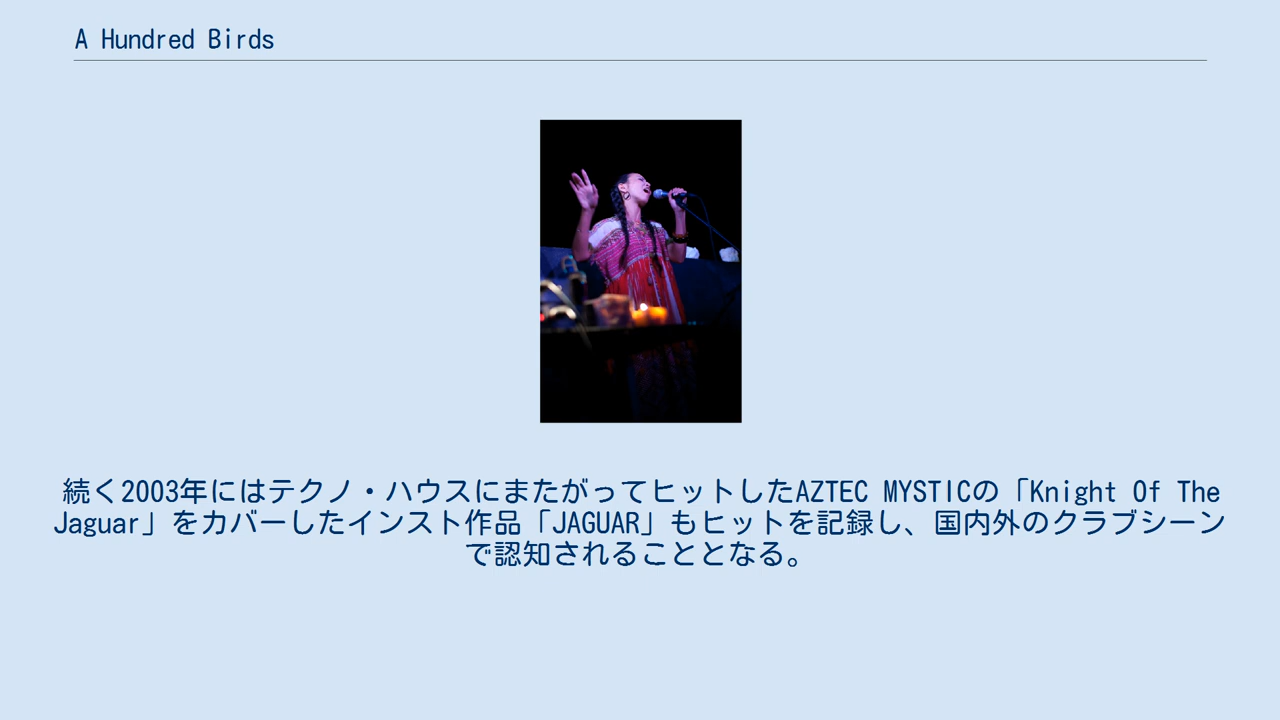 A Hundred Birds
続く2003年にはテクノ・ハウスにまたがってヒットしたAZTEC MYSTICの「Knight Of The
Jaguar」をカバーしたインスト作品「JAGUAR」もヒットを記録し、国内外のクラブシーン
で認知されることとなる。